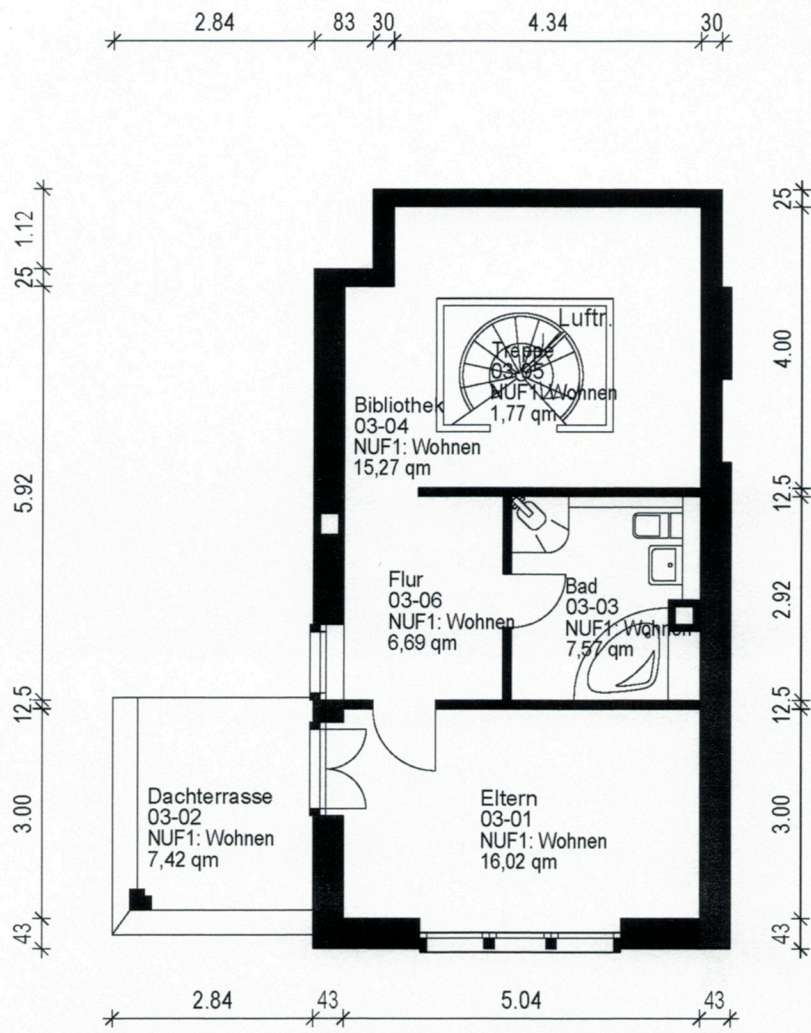 2.84 83 30 4.34 30
25
1.12
25
5.92
12.5
3.00
43
25
4.00
12.5
2.92
12.5
3.00
43
Luftr.
Treppe
03-05
NUF1: Wohnen
1,77 qm
Bibliothek
03-04
NUF1: Wohnen
15,27 qm
Flur
03-06
NUF1: Wohnen
6,69 qm
Bad
03-03
NUF1: Wohnen
7,57 qm
Dachterrasse
03-02
NUF1: Wohnen
7,42 qm
Eltern
03-01
NUF1: Wohnen
16,02 qm
2.84 43 5.04 43